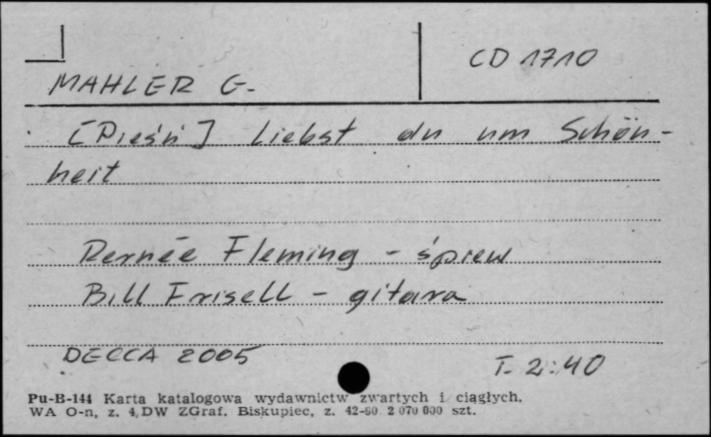 CD 1710
MAHLER G.
[Pieśń] Liebst du um Schön-
heit
Rernée Fleming - śpiew
Bill Frisell - gitara
DECCA 2005
T- 2:40
Pu-B-144 Karta katalogowa wydawnictw zwartych i ciągłych.
WA O-n, z. 4, DW ZGraf. Biskupiec, z. 42-60 2 070 000 szt.